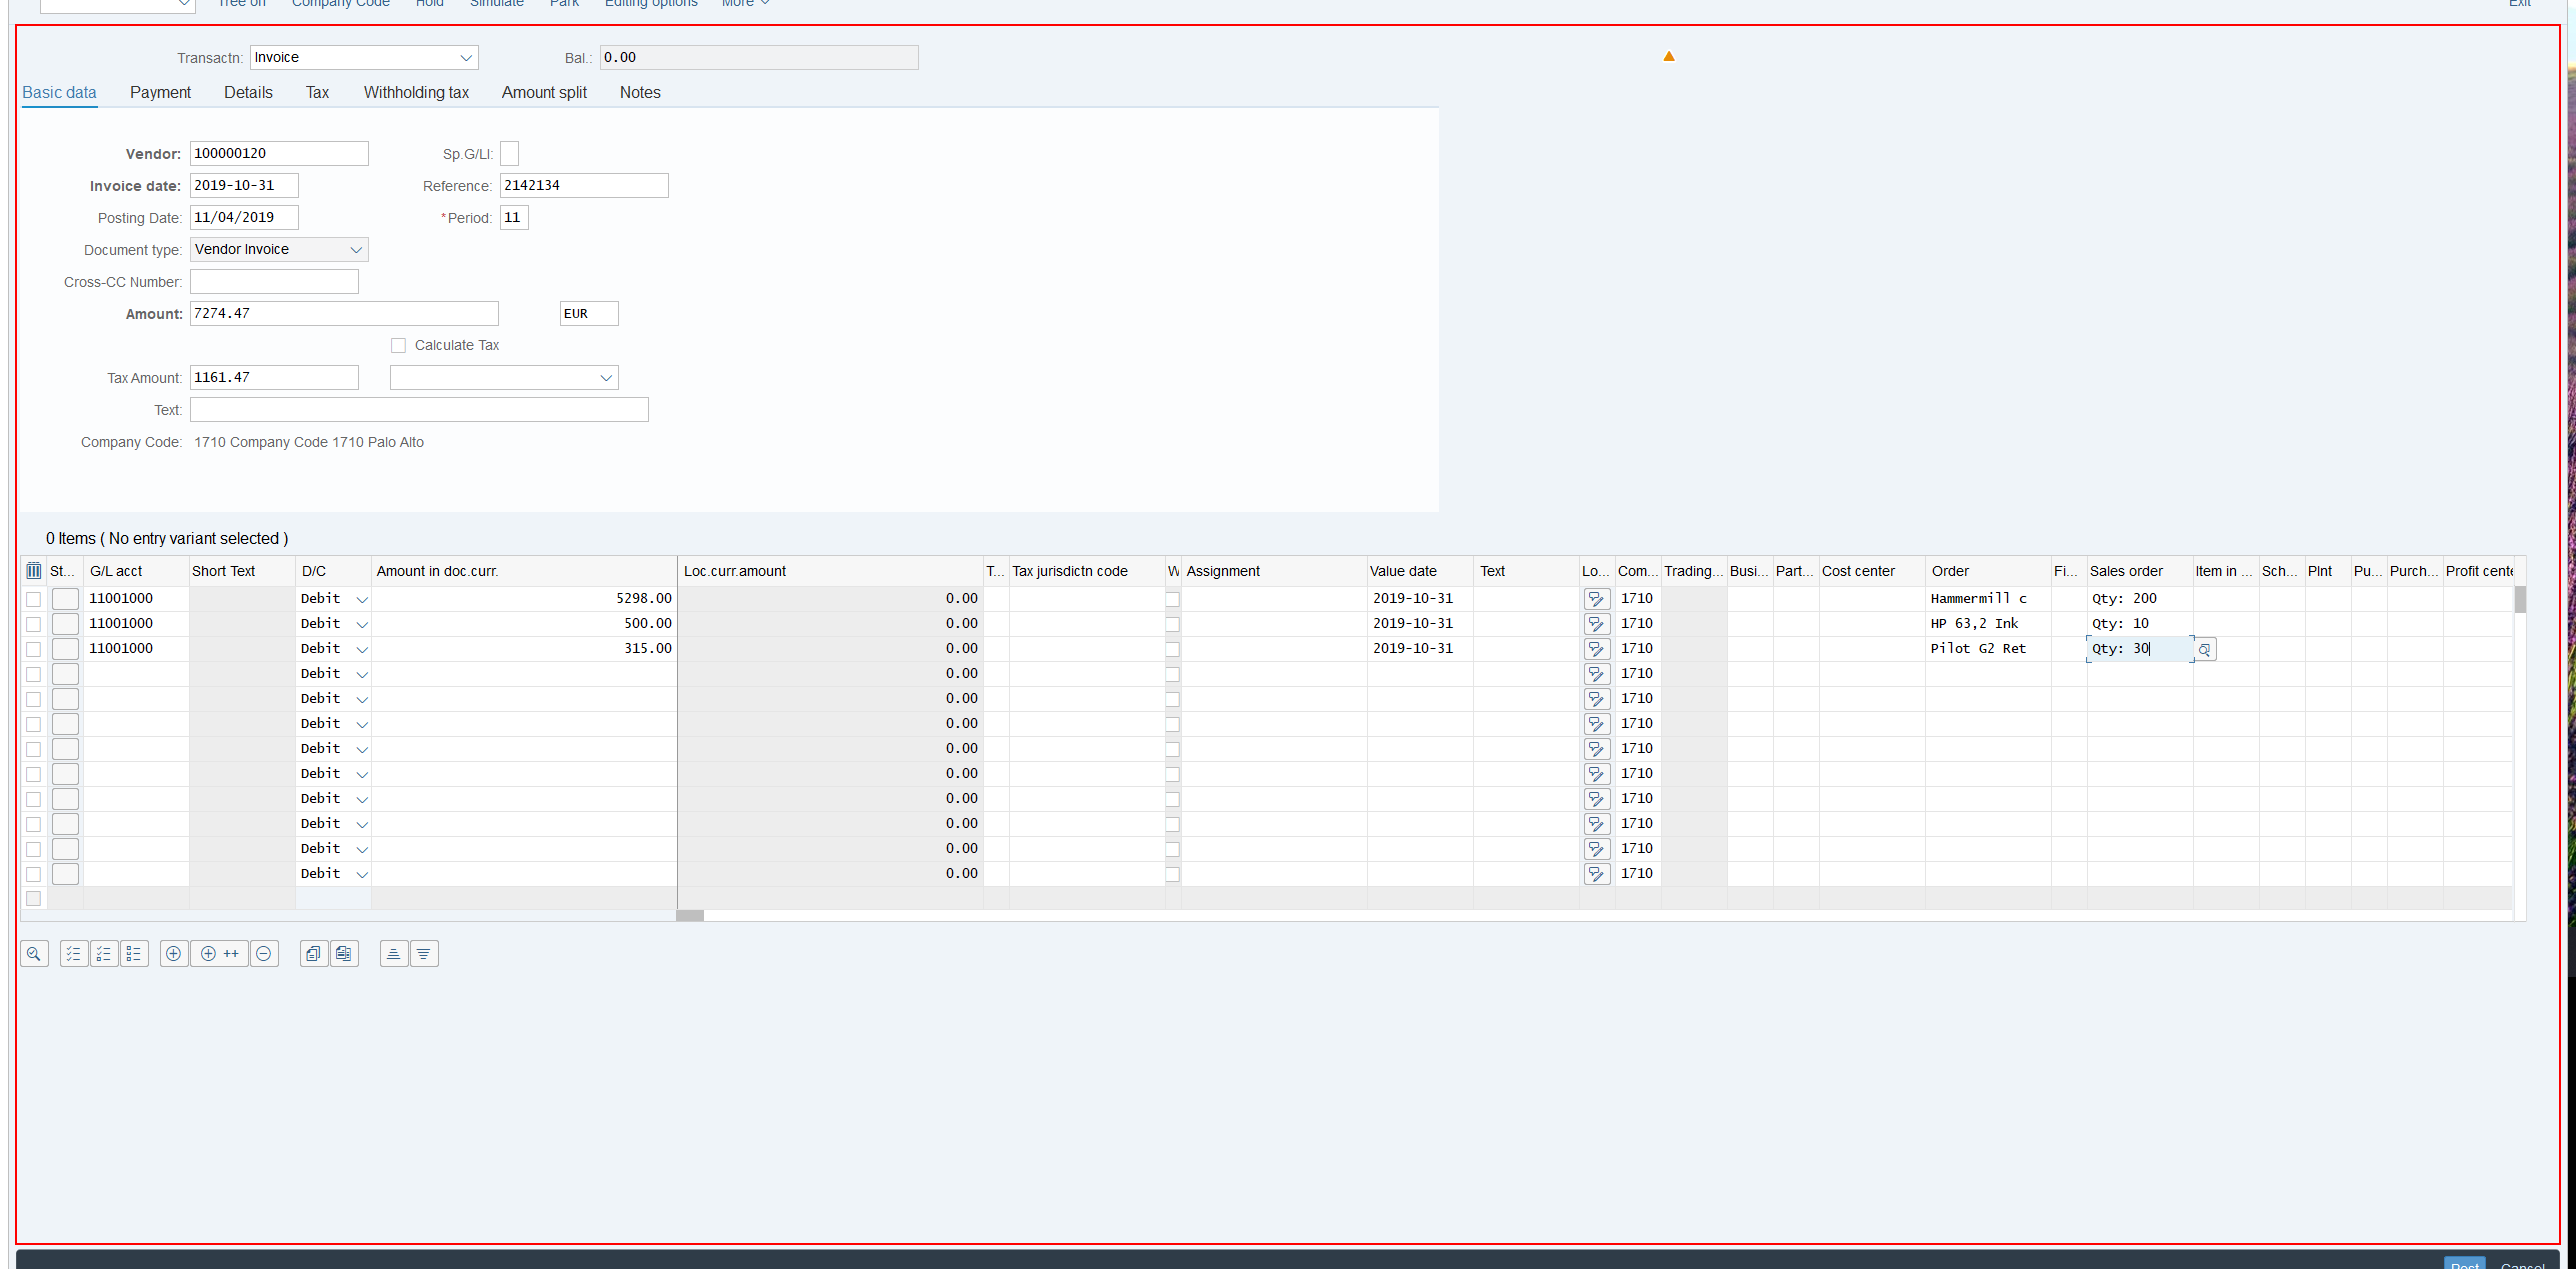 Tree on Company Code Hold Simulate Park Editing options More Exit
Transactn: Invoice Bal.: 0.00
Basic data Payment Details Tax Withholding tax Amount split Notes
Vendor: 100000120 Sp.G/LI:
Invoice date: 2019-10-31 Reference: 2142134
Posting Date: 11/04/2019 *Period: 11
Document type: Vendor Invoice
Cross-CC Number:
Amount: 7274.47 EUR
Calculate Tax
Tax Amount: 1161.47
Text:
Company Code: 1710 Company Code 1710 Palo Alto
0 Items ( No entry variant selected )
St... G/L acct Short Text D/C Amount in doc.curr. Loc.curr.amount T... Tax jurisdictn code W Assignment Value date Text Lo... Com... Trading... Busi... Part... Cost center Order Fi... Sales order Item in ... Sch... Plnt Pu... Purch... Profit cente
11001000 Debit 5298.00 0.00 2019-10-31 1710 Hammermill c Qty: 200
11001000 Debit 500.00 0.00 2019-10-31 1710 HP 63,2 Ink Qty: 10
11001000 Debit 315.00 0.00 2019-10-31 1710 Pilot G2 Ret Qty: 30
Debit 0.00 1710
Debit 0.00 1710
Debit 0.00 1710
Debit 0.00 1710
Debit 0.00 1710
Debit 0.00 1710
Debit 0.00 1710
Debit 0.00 1710
Debit 0.00 1710
++
Post Cancel